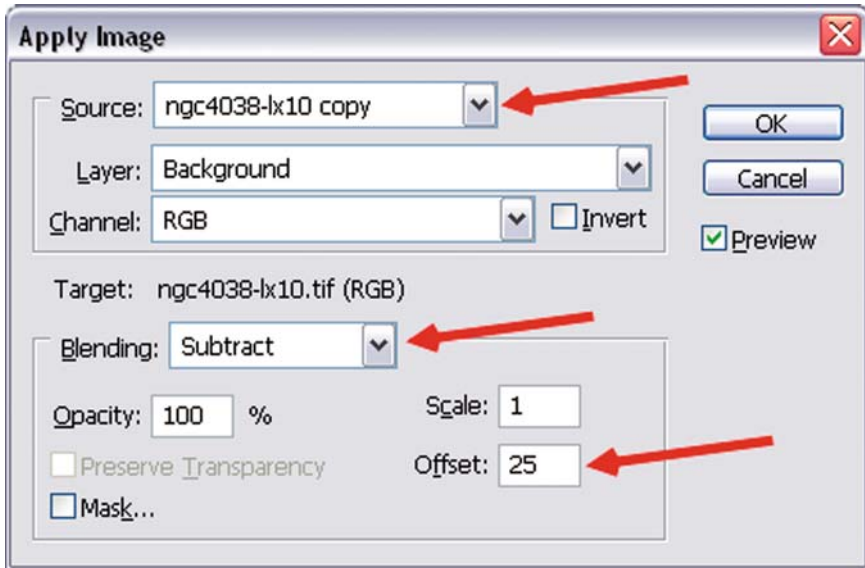 Apply Image
Source: ngc4038-lx10 copy
OK
Layer: Background
Cancel
Channel: RGB
Invert
Preview
Target: ngc4038-lx10.tif (RGB)
Blending: Subtract
Opacity: 100 %
Scale: 1
Preserve Transparency
Offset: 25
Mask...